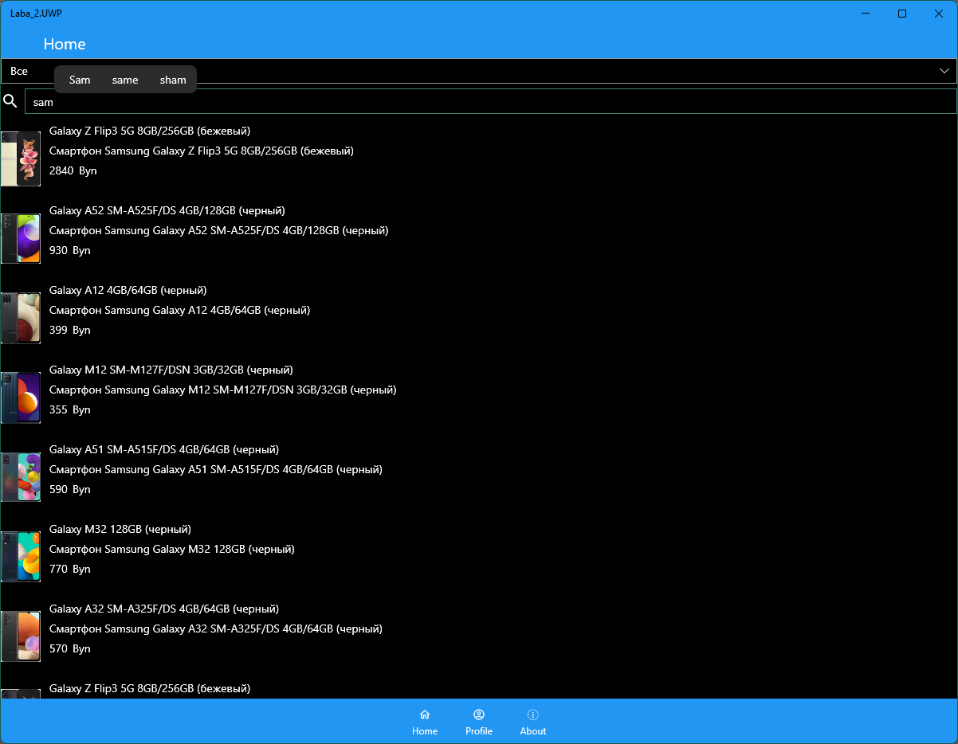 Laba_2.UWP
Home
Все
Sam same sham
sam
Galaxy Z Flip3 5G 8GB/256GB (бежевый)
Смартфон Samsung Galaxy Z Flip3 5G 8GB/256GB (бежевый)
2840 Byn
Galaxy A52 SM-A525F/DS 4GB/128GB (черный)
Смартфон Samsung Galaxy A52 SM-A525F/DS 4GB/128GB (черный)
930 Byn
Galaxy A12 4GB/64GB (черный)
Смартфон Samsung Galaxy A12 4GB/64GB (черный)
399 Byn
Galaxy M12 SM-M127F/DSN 3GB/32GB (черный)
Смартфон Samsung Galaxy M12 SM-M127F/DSN 3GB/32GB (черный)
355 Byn
Galaxy A51 SM-A515F/DS 4GB/64GB (черный)
Смартфон Samsung Galaxy A51 SM-A515F/DS 4GB/64GB (черный)
590 Byn
Galaxy M32 128GB (черный)
Смартфон Samsung Galaxy M32 128GB (черный)
770 Byn
Galaxy A32 SM-A325F/DS 4GB/64GB (черный)
Смартфон Samsung Galaxy A32 SM-A325F/DS 4GB/64GB (черный)
570 Byn
Galaxy Z Flip3 5G 8GB/256GB (бежевый)
Home Profile About